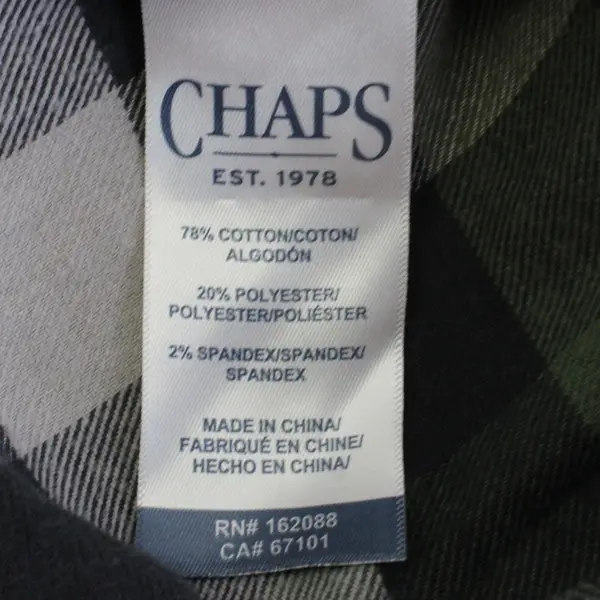 CHAPS
EST. 1978
78% COTTON/COTON/
ALGODÓN
20% POLYESTER/
POLYESTER/POLIÉSTER
2% SPANDEX/SPANDEX/
SPANDEX
MADE IN CHINA/
FABRIQUÉ EN CHINE/
HECHO EN CHINA/
RN# 162088
CA# 67101